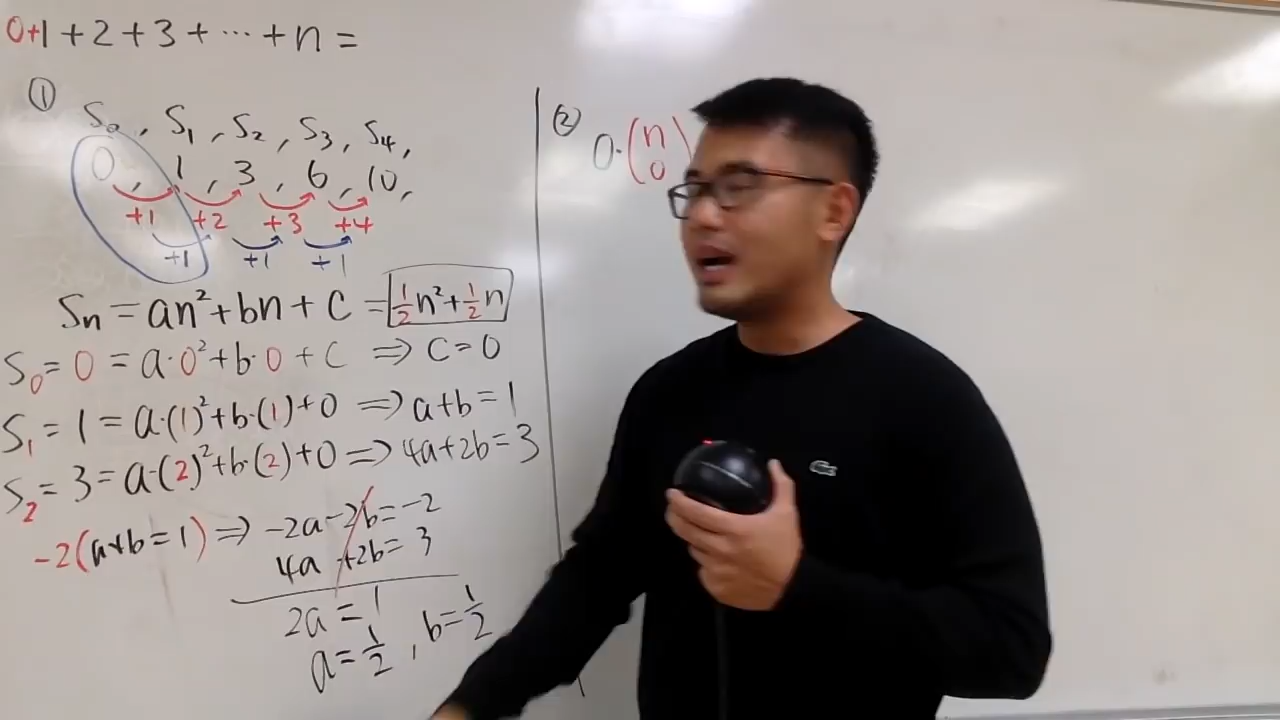 0+1+2+3+⋯+n=
①
S₀, S₁, S₂, S₃, S₄,
0, 1, 3, 6, 10,
+1 +2 +3 +4
+1 +1 +1
Sₙ = an²+bn+C = ½n²+½n
S₀ = 0 = a·0²+b·0+C ⇒ C=0
S₁ = 1 = a·(1)²+b·(1)+0 ⇒ a+b=1
S₂ = 3 = a·(2)²+b·(2)+0 ⇒ 4a+2b=3
-2(a+b=1) ⇒ -2a-2b=-2
4a+2b=3
2a=1
a=½, b=½
②
0·(n 0)